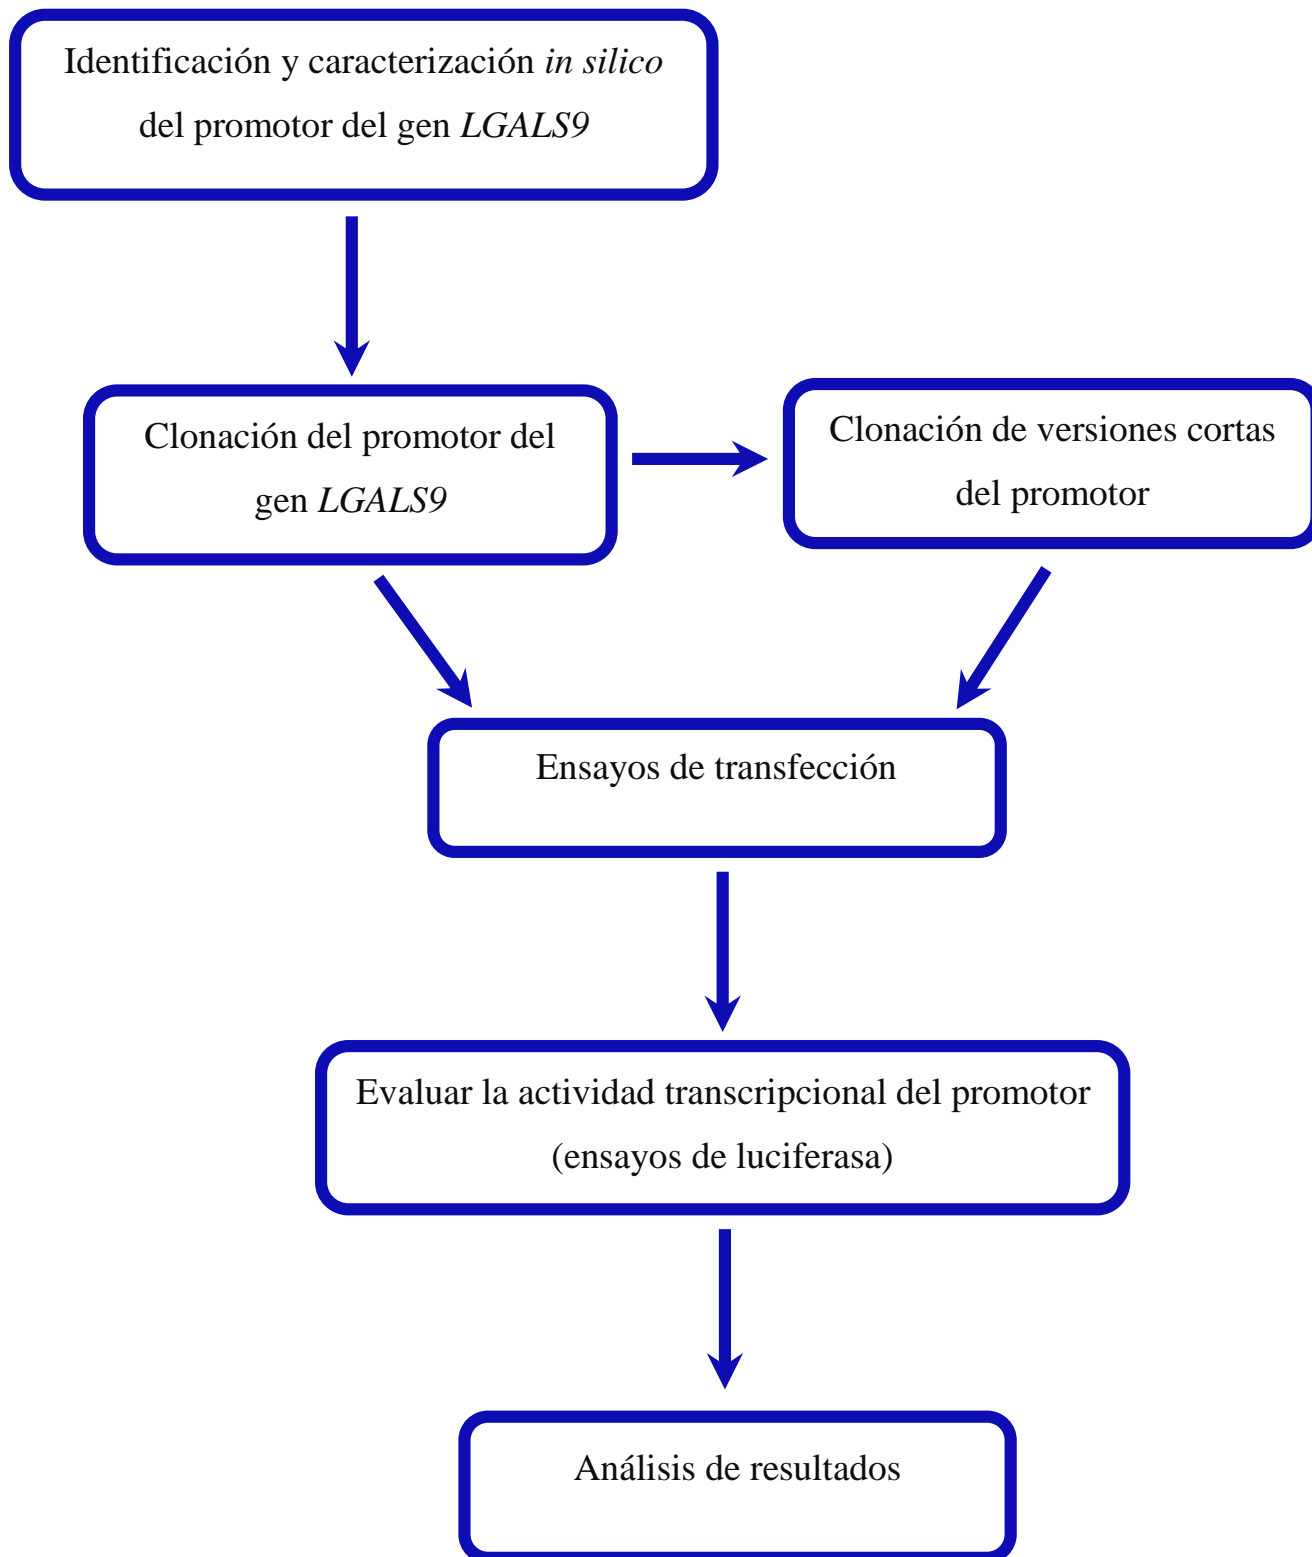 Identificación y caracterización in silico
del promotor del gen LGALS9
Clonación del promotor del
gen LGALS9
Clonación de versiones cortas
del promotor
Ensayos de transfección
Evaluar la actividad transcripcional del promotor
(ensayos de luciferasa)
Análisis de resultados